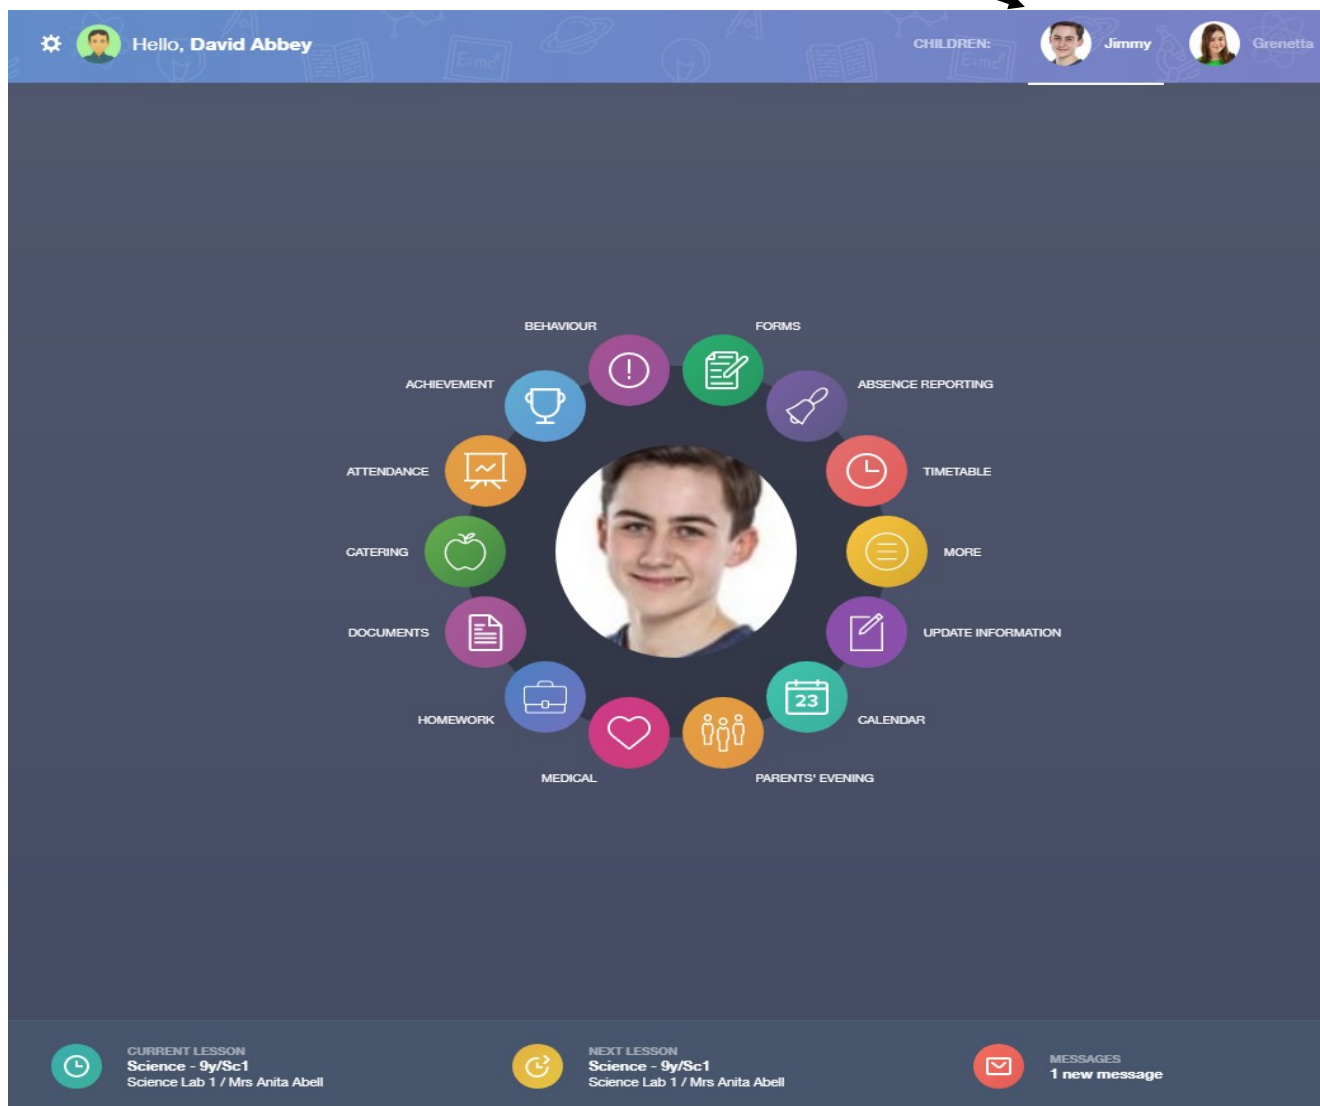 Hello, David Abbey
CHILDREN:
Jimmy
Grenetta
E=mc²
E=mc²
BEHAVIOUR
FORMS
ACHIEVEMENT
ABSENCE REPORTING
ATTENDANCE
TIMETABLE
CATERING
MORE
DOCUMENTS
UPDATE INFORMATION
23
HOMEWORK
CALENDAR
MEDICAL
PARENTS' EVENING
CURRENT LESSON
Science - 9y/Sc1
Science Lab 1 / Mrs Anita Abell
NEXT LESSON
Science - 9y/Sc1
Science Lab 1 / Mrs Anita Abell
MESSAGES
1 new message